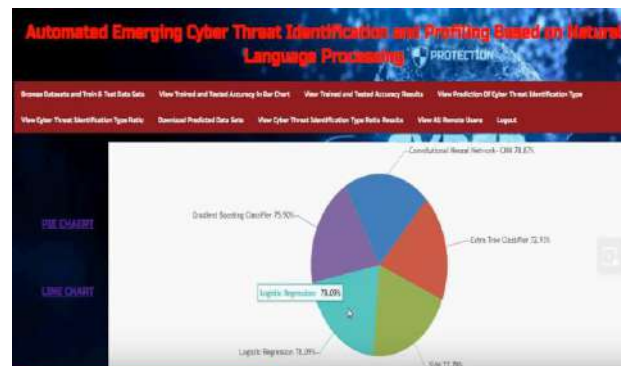 Automated Emerging Cyber Threat Identification and Profiling Based on Natural
Language Processing
PROTECTION
Browse Datasets and Train & Test Data Sets View Trained and Tested Accuracy in Bar Chart View Trained and Tested Accuracy Results View Prediction Of Cyber Threat Identification Type
View Cyber Threat Identification Type Ratio Download Predicted Data Sets View Cyber Threat Identification Type Ratio Results View All Remote Users Logout
Convolutional Neural Network- CNN
PIE CHART
Gradient Boosting Classifier 75.90%
Extra Tree Classifier
LINE CHART
Logistic Regression 78.09%
Logistic Regression 78.09%